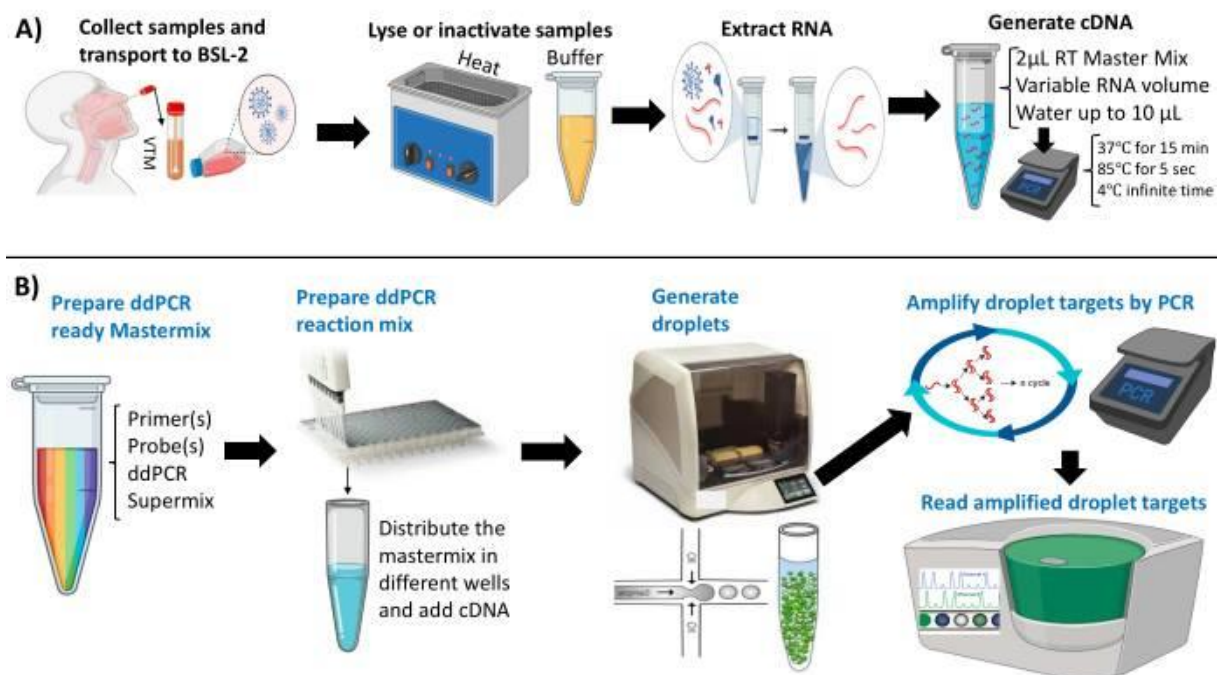 A)
Collect samples and
transport to BSL-2
VTM
Lyse or inactivate samples
Heat
Buffer
Extract RNA
Generate cDNA
2µL RT Master Mix
Variable RNA volume
Water up to 10 µL
PCR
37°C for 15 min
85°C for 5 sec
4°C infinite time
B)
Prepare ddPCR
ready Mastermix
Primer(s)
Probe(s)
ddPCR
Supermix
Prepare ddPCR
reaction mix
Distribute the
mastermix in
different wells
and add cDNA
Generate
droplets
Oil
Oil
Amplify droplet targets by PCR
n cycle
PCR
Read amplified droplet targets